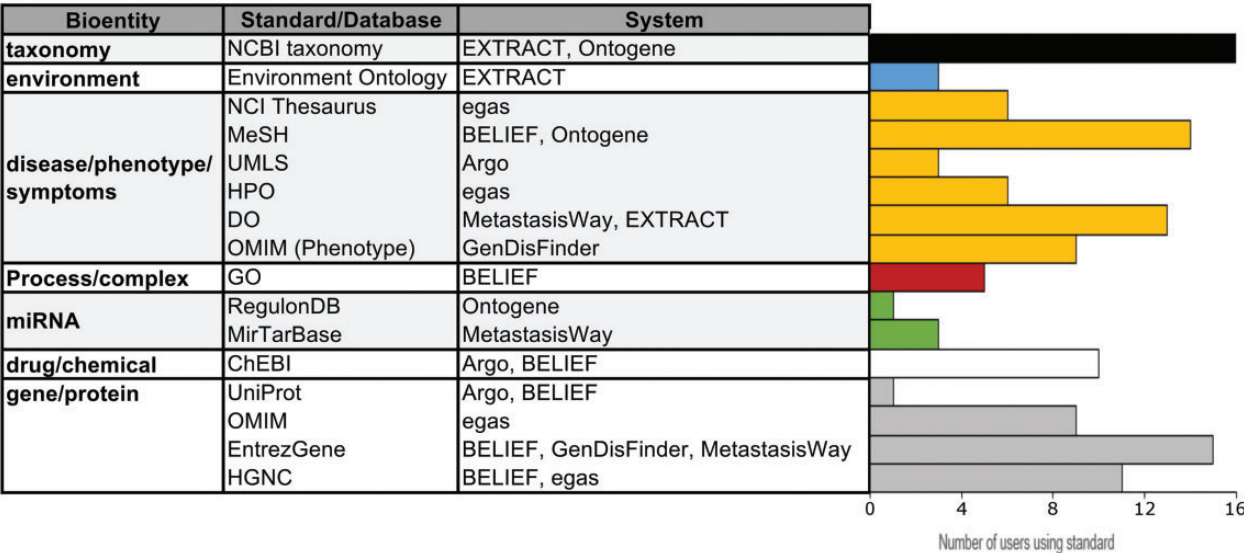 Bioentity Standard/Database System
taxonomy NCBI taxonomy EXTRACT, Ontogene
environment Environment Ontology EXTRACT
NCI Thesaurus egas
MeSH BELIEF, Ontogene
disease/phenotype/ UMLS Argo
symptoms HPO egas
DO MetastasisWay, EXTRACT
OMIM (Phenotype) GenDisFinder
Process/complex GO BELIEF
miRNA RegulonDB Ontogene
MirTarBase MetastasisWay
drug/chemical ChEBI Argo, BELIEF
gene/protein UniProt Argo, BELIEF
OMIM egas
EntrezGene BELIEF, GenDisFinder, MetastasisWay
HGNC BELIEF, egas
0 4 8 12 16
Number of users using standard